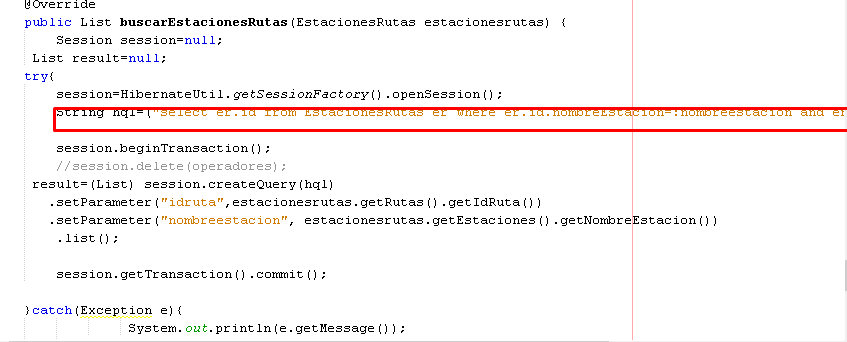 @Override
public List buscarEstacionesRutas(EstacionesRutas estacionesrutas) {
Session session=null;
List result=null;
try{
session=HibernateUtil.getSessionFactory().openSession();
String hql=("select er.id from EstacionesRutas er where er.id.nombreEstacion=:nombreestacion and er
session.beginTransaction();
//session.delete(operadores);
result=(List) session.createQuery(hql)
.setParameter("idruta",estacionesrutas.getRutas().getIdRuta())
.setParameter("nombreestacion", estacionesrutas.getEstaciones().getNombreEstacion())
.list();
session.getTransaction().commit();
}catch(Exception e){
System.out.println(e.getMessage());